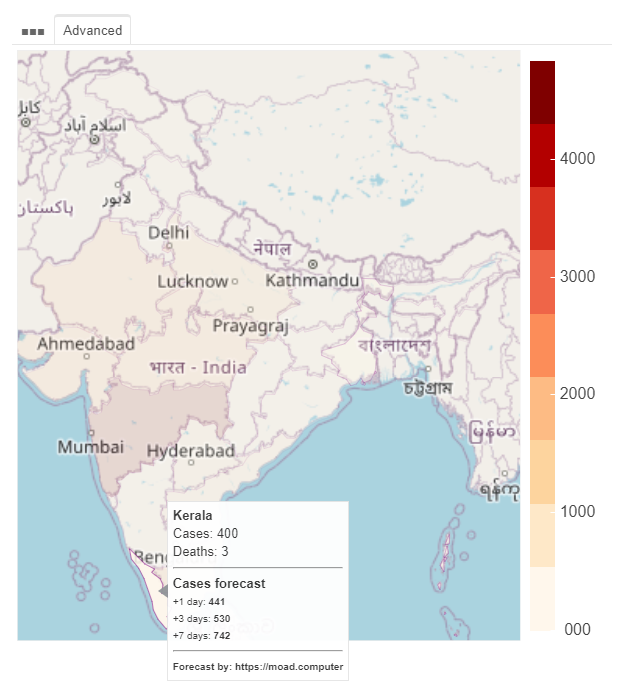 Advanced
کابل
اسلام آباد
لاہور
پاکستان
Delhi
नेपाल
Lucknow
Kathmandu
Prayagraj
Ahmedabad
भारत - India
বাংলাদেশ
চট্টগ্রাম
Mumbai
Hyderabad
မြန်မာ
ရန်ကု
Beng
Kerala
Cases: 400
Deaths: 3
Cases forecast
+1 day: 441
+3 days: 530
+7 days: 742
Forecast by: https://moad.computer
4000
3000
2000
1000
000